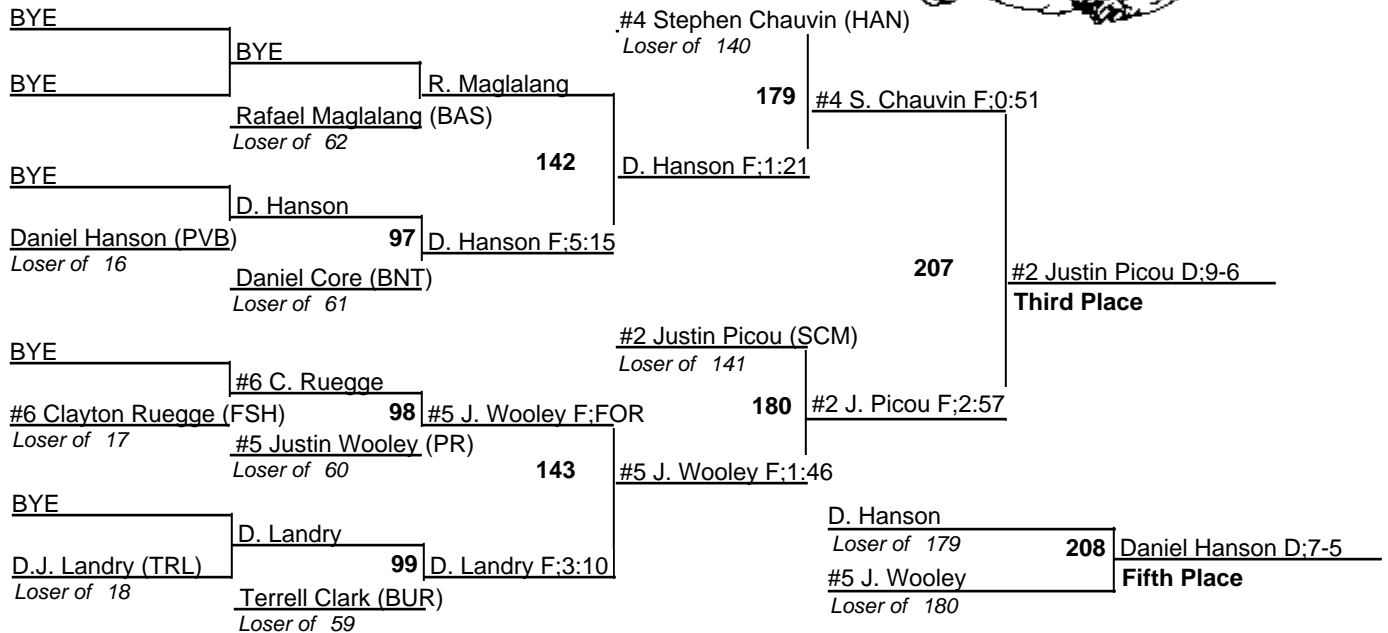 BYE
#4 Stephen Chauvin (HAN)
Loser of 140
BYE
BYE
R. Maglalang
179
#4 S. Chauvin F;0:51
Rafael Maglalang (BAS)
Loser of 62
142
D. Hanson F;1:21
BYE
D. Hanson
Daniel Hanson (PVB)
97
D. Hanson F;5:15
Loser of 16
207
#2 Justin Picou D;9-6
Daniel Core (BNT)
Loser of 61
Third Place
#2 Justin Picou (SCM)
BYE
Loser of 141
#6 C. Ruegge
#6 Clayton Ruegge (FSH)
98
#5 J. Wooley F;FOR
180
#2 J. Picou F;2:57
Loser of 17
#5 Justin Wooley (PR)
Loser of 60
143
#5 J. Wooley F;1:46
BYE
D. Landry
D. Hanson
Loser of 179
208
Daniel Hanson D;7-5
D.J. Landry (TRL)
99
D. Landry F;3:10
#5 J. Wooley
Fifth Place
Loser of 18
Terrell Clark (BUR)
Loser of 180
Loser of 59